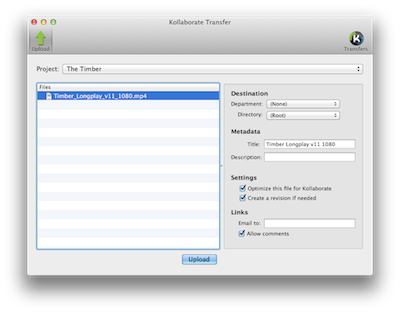 Kollaborate Transfer
Upload
Transfers
Project: The Timber
Files
Timber_Longplay_v11_1080.mp4
Destination
Department: (None)
Directory: (Root)
Metadata
Title: Timber Longplay v11 1080
Description:
Settings
Optimize this file for Kollaborate
Create a revision if needed
Links
Email to:
Allow comments
Upload